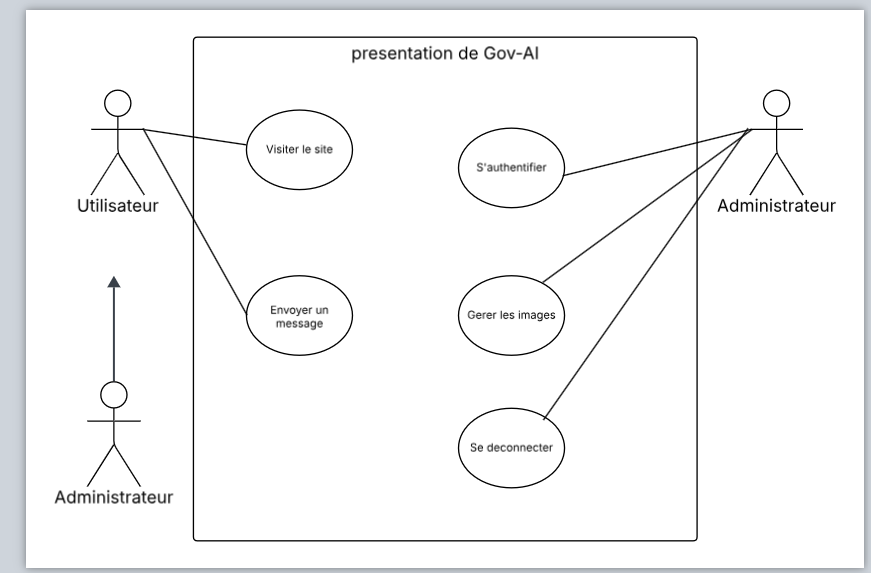 presentation de Gov-AI
Visiter le site
S'authentifier
Utilisateur
Administrateur
Envoyer un
message
Gerer les images
Se deconnecter
Administrateur